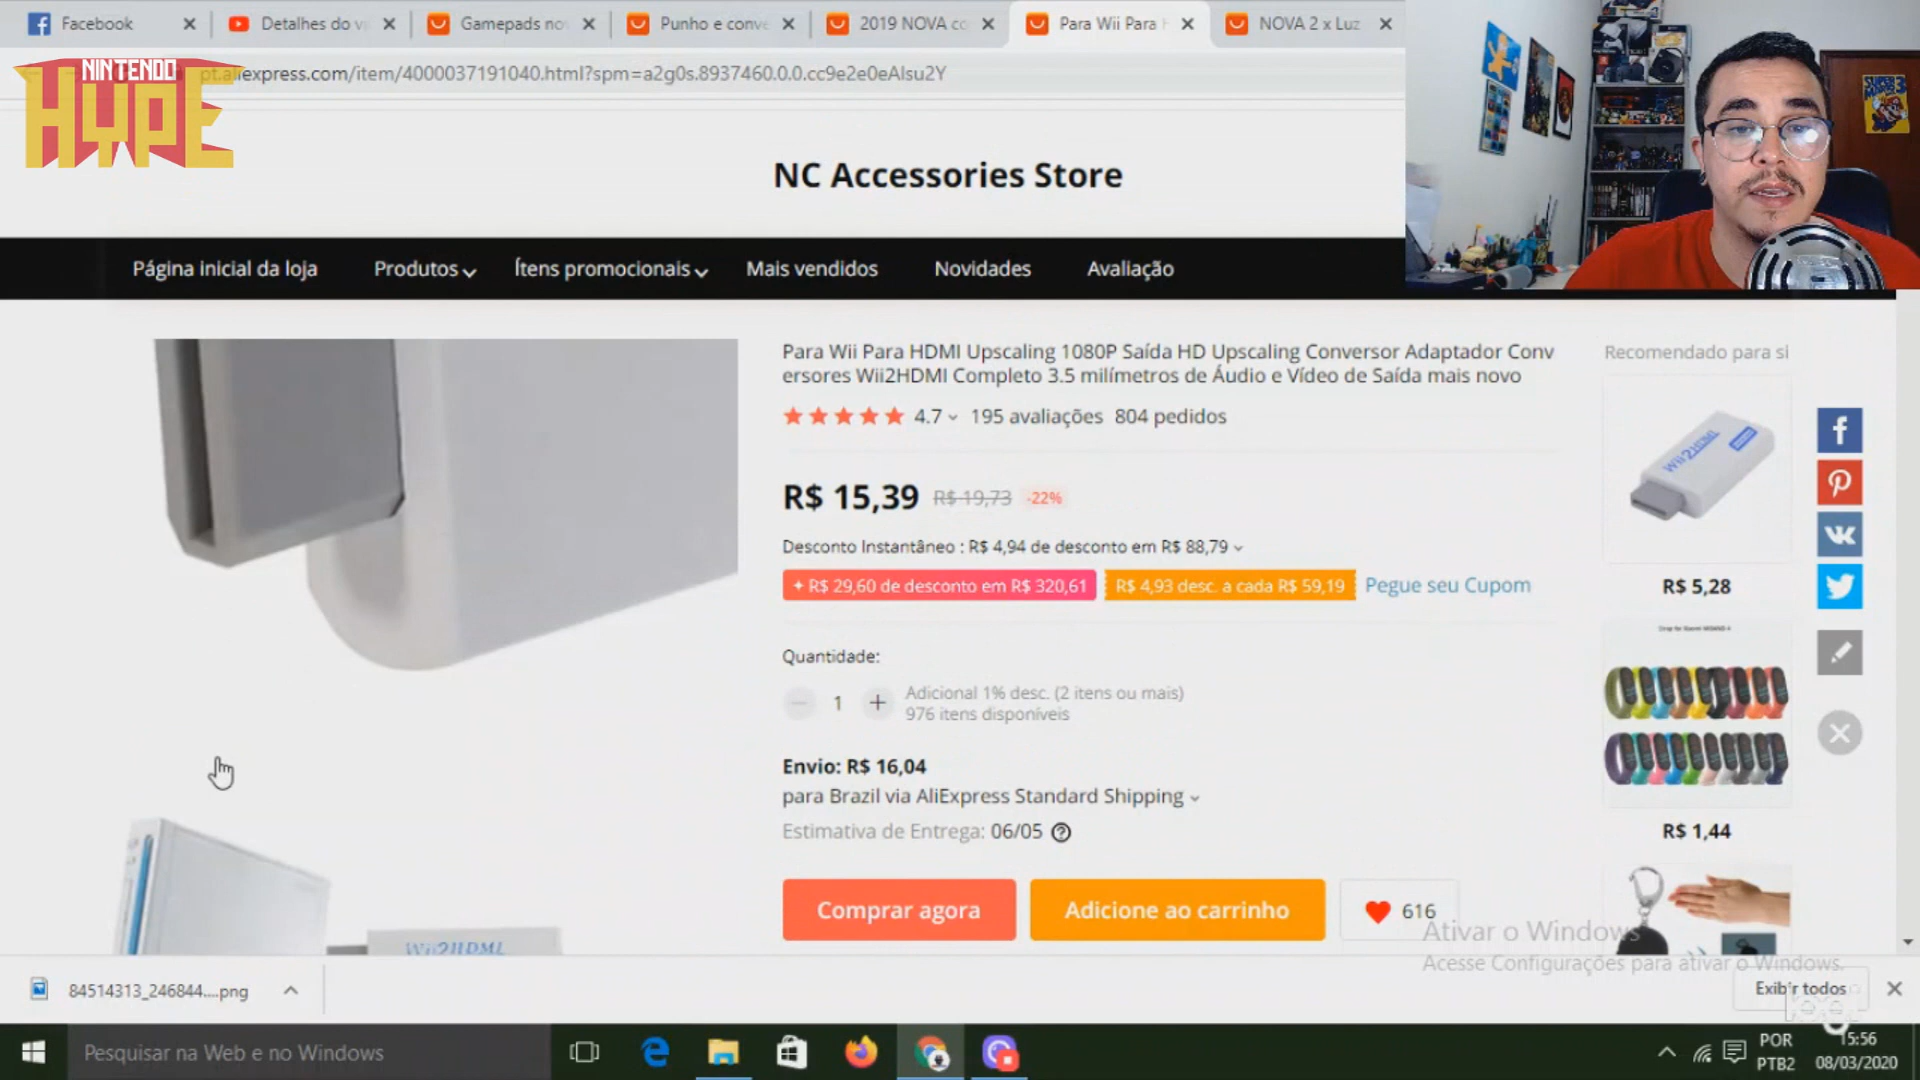 Facebook
Detalhes do v
Gamepads no
Punho e conve
2019 NOVA co
Para Wii Para
NOVA 2 x Luz
NINTENDO
HYPE
pt.aliexpress.com/item/4000037191040.html?spm=a2g0s.8937460.0.0.cc9e2e0eAlsu2Y
NC Accessories Store
Página inicial da loja
Produtos
Ítens promocionais
Mais vendidos
Novidades
Avaliação
Para Wii Para HDMI Upscaling 1080P Saída HD Upscaling Conversor Adaptador Conv
ersores Wii2HDMI Completo 3.5 milímetros de Áudio e Vídeo de Saída mais novo
4.7 195 avaliações 804 pedidos
R$ 15,39 R$ 19,73 -22%
Desconto Instantâneo : R$ 4,94 de desconto em R$ 88,79
+ R$ 29,60 de desconto em R$ 320,61
R$ 4,93 desc. a cada R$ 59,19
Pegue seu Cupom
Quantidade:
1
Adicional 1% desc. (2 itens ou mais)
976 itens disponíveis
Envio: R$ 16,04
para Brazil via AliExpress Standard Shipping
Estimativa de Entrega: 06/05
Comprar agora
Adicione ao carrinho
616
Recomendado para si
Wii2HDMI
R$ 5,28
R$ 1,44
Wii2HDMI
Ativar o Windows
Acesse Configurações para ativar o Windows.
84514313_246844....png
Exibir todos
Pesquisar na Web e no Windows
POR
PTB2
15:56
08/03/2020